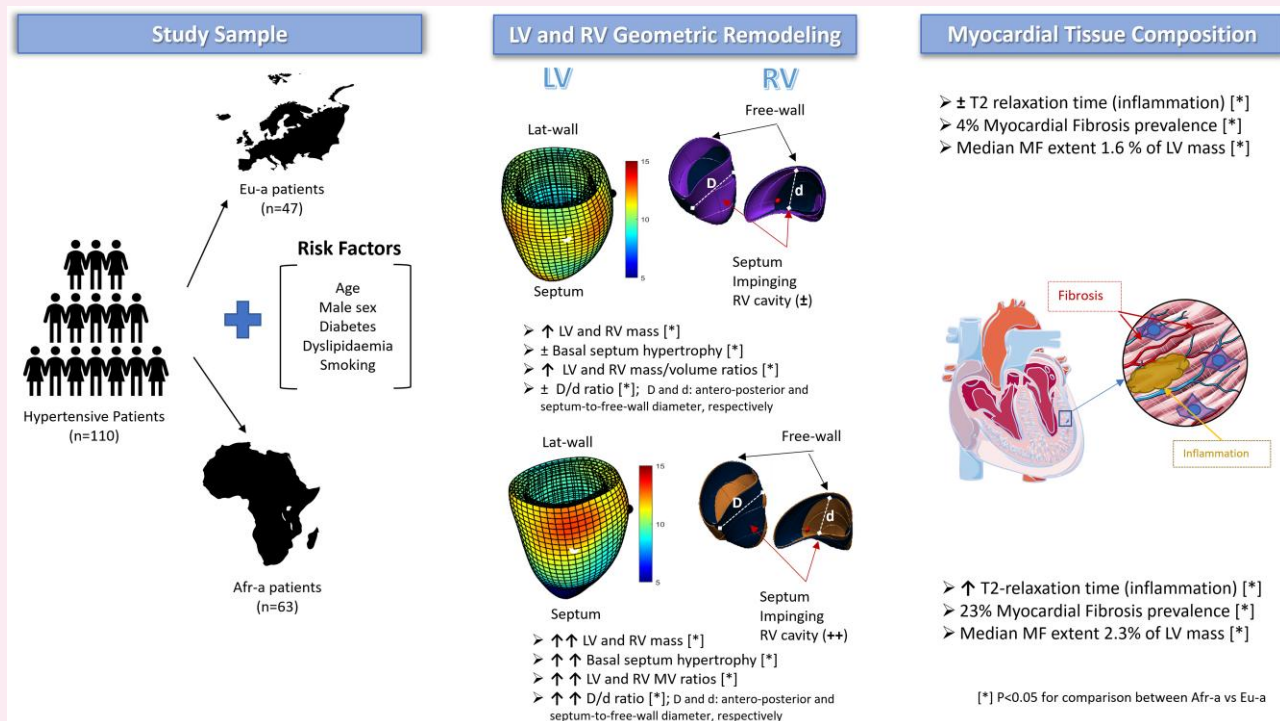 Study Sample
Eu-a patients
(n=47)
Risk Factors
Age
Male sex
Diabetes
Dyslipidaemia
Smoking
Hypertensive Patients
(n=110)
Afr-a patients
(n=63)
LV and RV Geometric Remodeling
LV
RV
Lat-wall
Free-wall
15
10
5
D
d
Septum
Septum
Impinging
RV cavity (±)
➢ ↑ LV and RV mass [*]
➢ ± Basal septum hypertrophy [*]
➢ ↑ LV and RV mass/volume ratios [*]
➢ ± D/d ratio [*]; D and d: antero-posterior and
septum-to-free-wall diameter, respectively
Lat-wall
Free-wall
15
10
5
D
d
Septum
Septum
Impinging
RV cavity (++)
➢ ↑↑ LV and RV mass [*]
➢ ↑ ↑ Basal septum hypertrophy [*]
➢ ↑ ↑ LV and RV MV ratios [*]
➢ ↑ ↑ D/d ratio [*]; D and d: antero-posterior and
septum-to-free-wall diameter, respectively
Myocardial Tissue Composition
➢ ± T2 relaxation time (inflammation) [*]
➢ 4% Myocardial Fibrosis prevalence [*]
➢ Median MF extent 1.6 % of LV mass [*]
Fibrosis
Inflammation
➢ ↑ T2-relaxation time (inflammation) [*]
➢ 23% Myocardial Fibrosis prevalence [*]
➢ Median MF extent 2.3% of LV mass [*]
[*] P<0.05 for comparison between Afr-a vs Eu-a